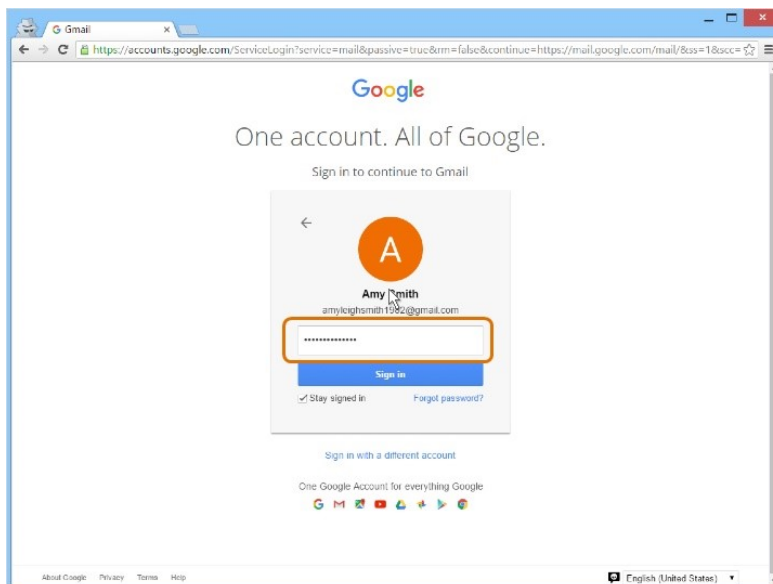 Gmail
https://accounts.google.com/ServiceLogin?service=mail&passive=true&rm=false&continue=https://mail.google.com/mail/&ss=1&scc=
Google
One account. All of Google.
Sign in to continue to Gmail
A
Amy Smith
amyleighsmith1982@gmail.com
••••••••••••••
Sign in
Stay signed in Forgot password?
Sign in with a different account
One Google Account for everything Google
About Google Privacy Terms Help English (United States)